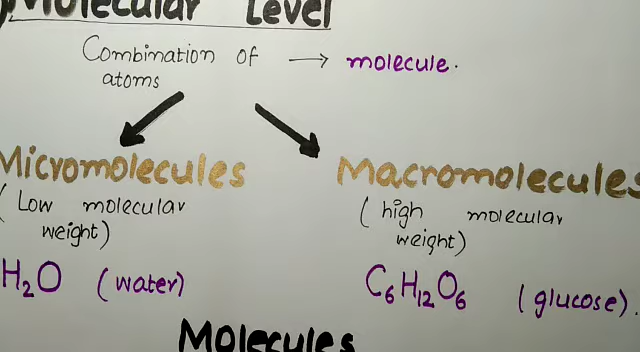 Molecular Level
Combination of → molecule.
atoms
Micromolecules Macromolecules
( Low molecular ( high molecular
weight) weight)
H₂O (water) C₆H₁₂O₆ (glucose).
Molecules